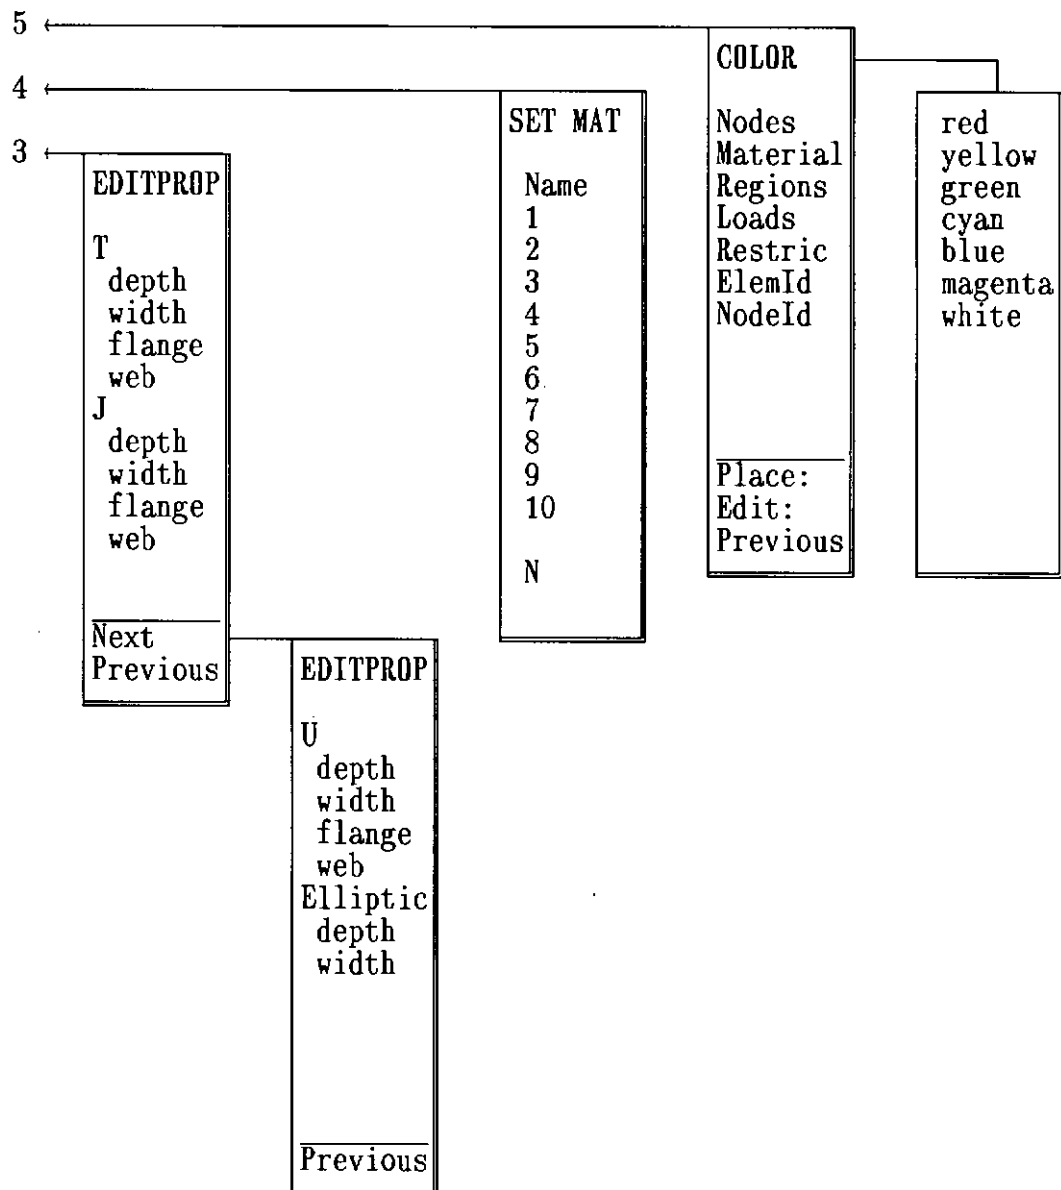 5
4
3
EDITPROP
T
depth
width
flange
web
J
depth
width
flange
web
Next
Previous
EDITPROP
U
depth
width
flange
web
Elliptic
depth
width
Previous
SET MAT
Name
1
2
3
4
5
6
7
8
9
10
N
COLOR
Nodes
Material
Regions
Loads
Restric
ElemId
NodeId
Place:
Edit:
Previous
red
yellow
green
cyan
blue
magenta
white